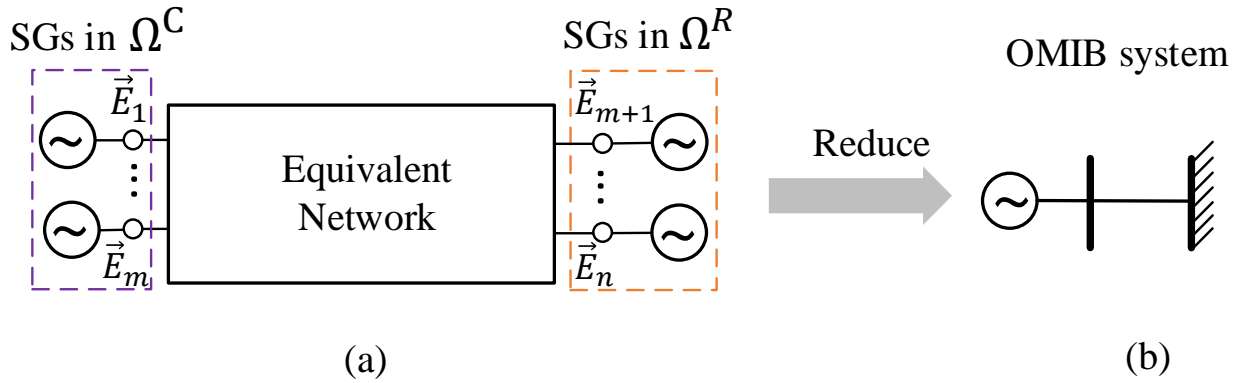 SGs in Ω^C
SGs in Ω^R
OMIB system
E⃗_1
E⃗_{m+1}
Equivalent
Network
Reduce
E⃗_m
E⃗_n
(a)
(b)